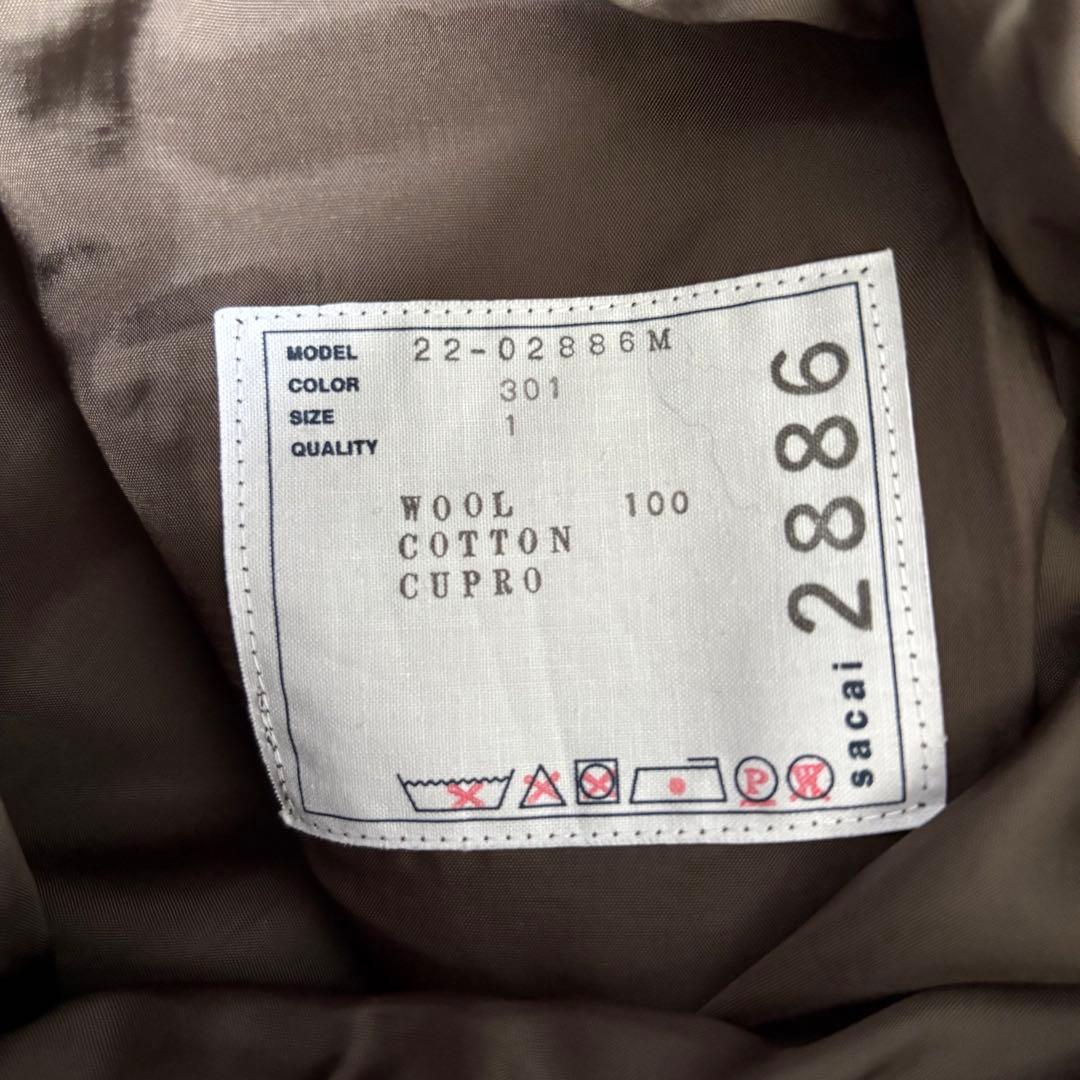 MODEL 22-02886M
COLOR 301
SIZE 1
QUALITY
WOOL 100
COTTON
CUPRO
P W
sacai 2886